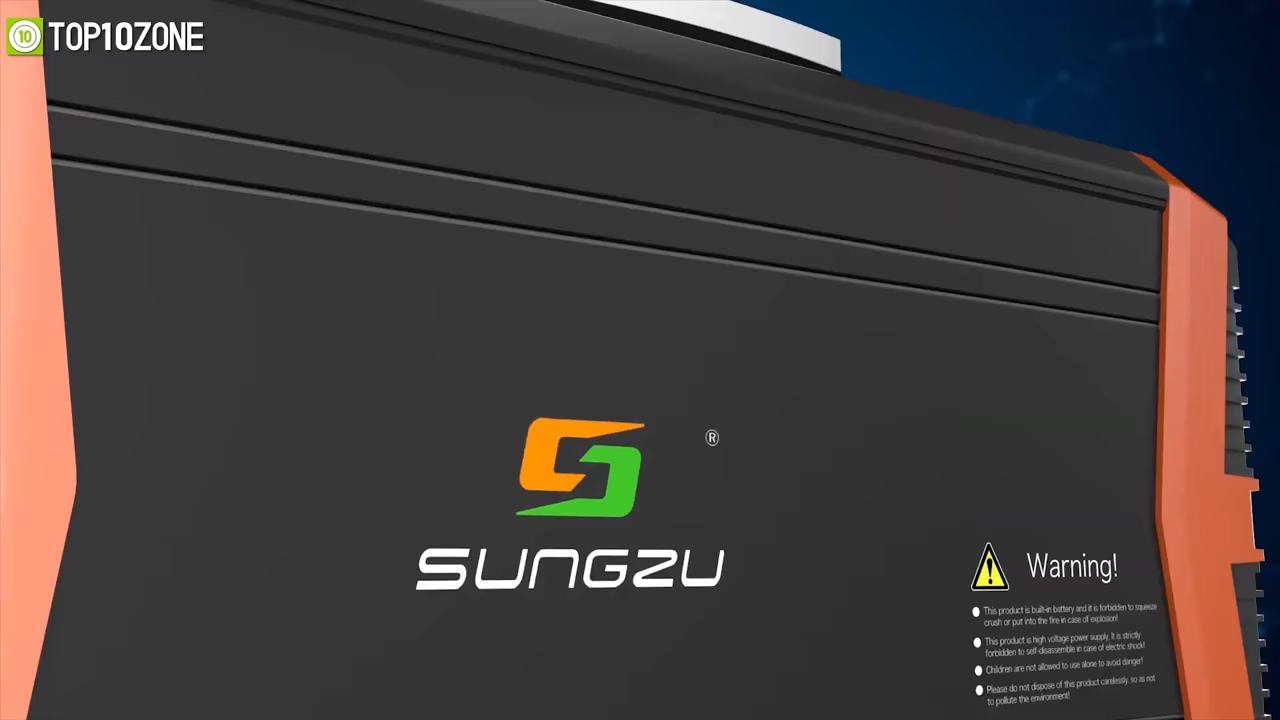 10 TOP10ZONE
®
SUNGZU
Warning!
This product is built-in battery and it is forbidden to squeeze
crush or put into the fire in case of explosion!
This product is high voltage power supply, It is strictly
forbidden to self-disassemble in case of electric shock!
Children are not allowed to use alone to avoid danger!
Please do not dispose of this product carelessly, so as not
to pollute the environment!